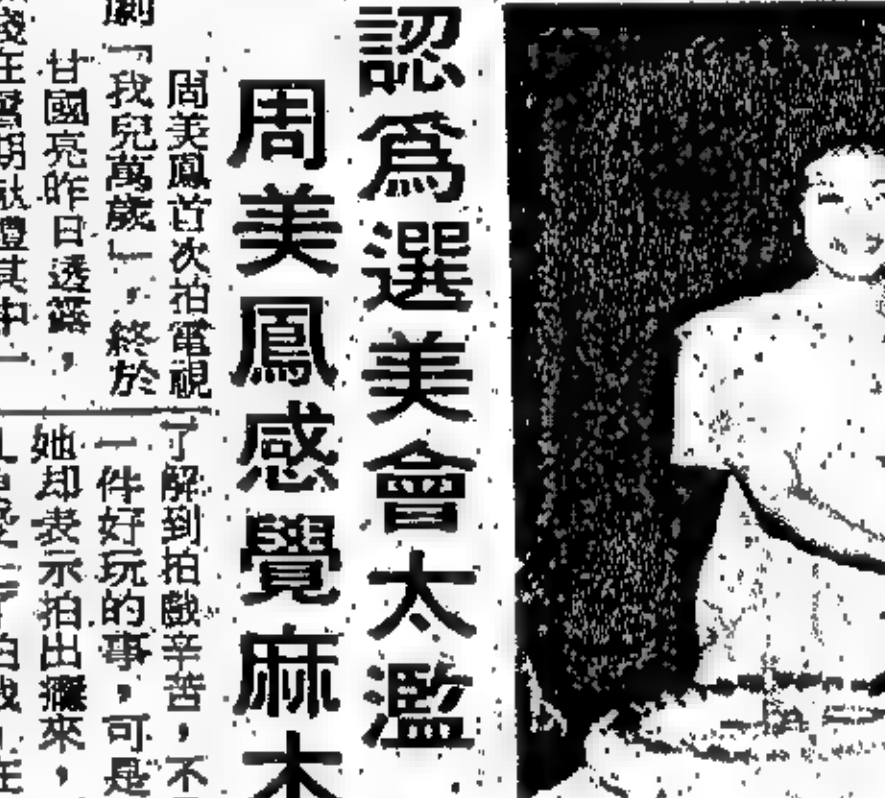 認為選美會太濫
周美鳳感覺麻木
周美鳳首次拍電視
劇「我兒萬歲」，終於
甘國亮昨日透露，
了解到拍戲辛苦，不
一件好玩的事，可是
她却表示拍出癮來，